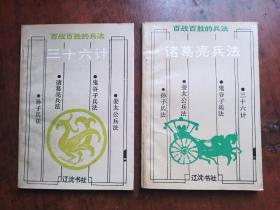 百战百胜的兵法
三十六计
●姜太公兵法
●鬼谷子兵法
●诸葛亮兵法
●孙子兵法
辽沈书社
百战百胜的兵法
诸葛亮兵法
●三十六计
●鬼谷子兵法
●姜太公兵法
●孙子兵法
辽沈书社